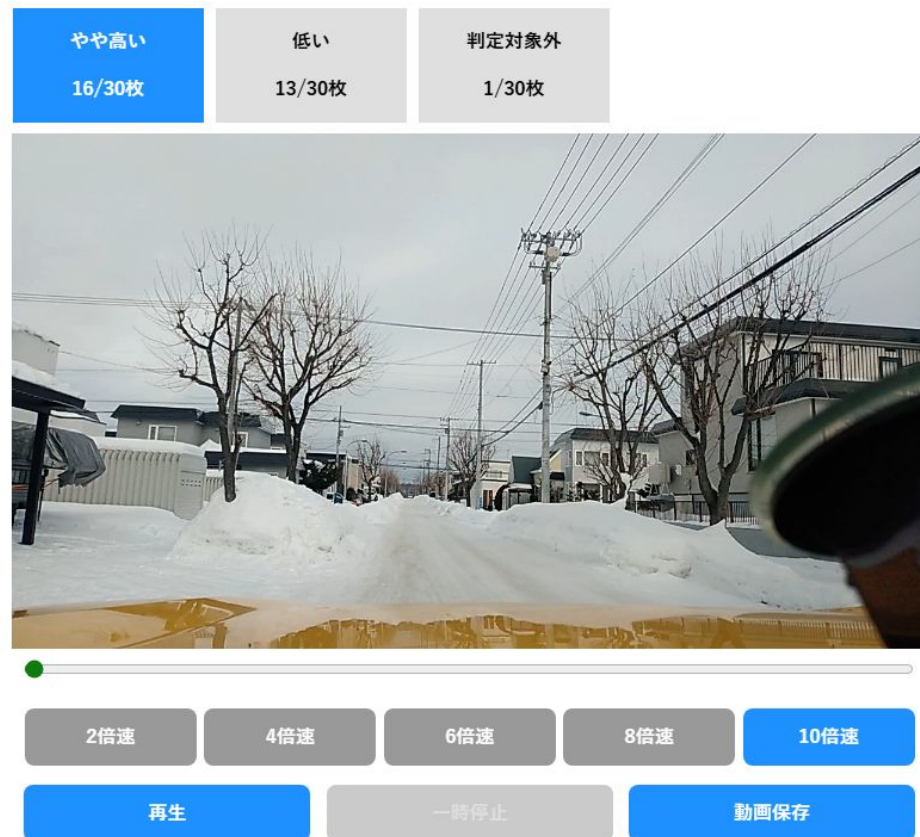 やや高い
16/30枚
低い
13/30枚
判定対象外
1/30枚
2倍速
4倍速
6倍速
8倍速
10倍速
再生
一時停止
動画保存